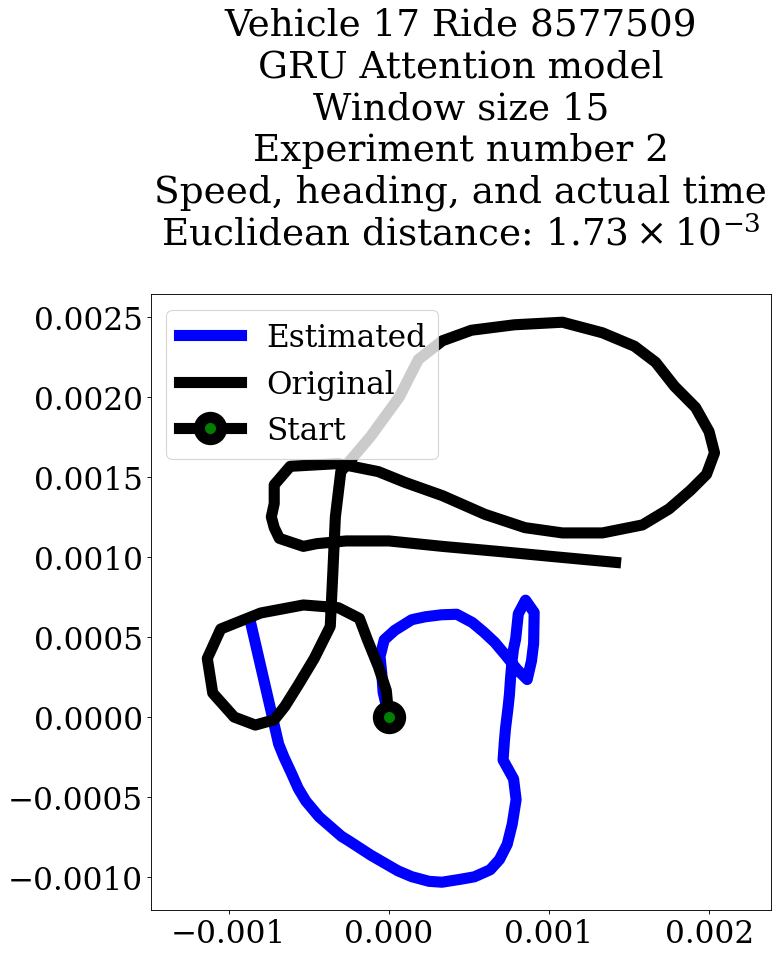 Vehicle 17 Ride 8577509
GRU Attention model
Window size 15
Experiment number 2
Speed, heading, and actual time
Euclidean distance: 1.73 × 10⁻³
Estimated
Original
Start
0.0025
0.0020
0.0015
0.0010
0.0005
0.0000
−0.0005
−0.0010
−0.001 0.000 0.001 0.002